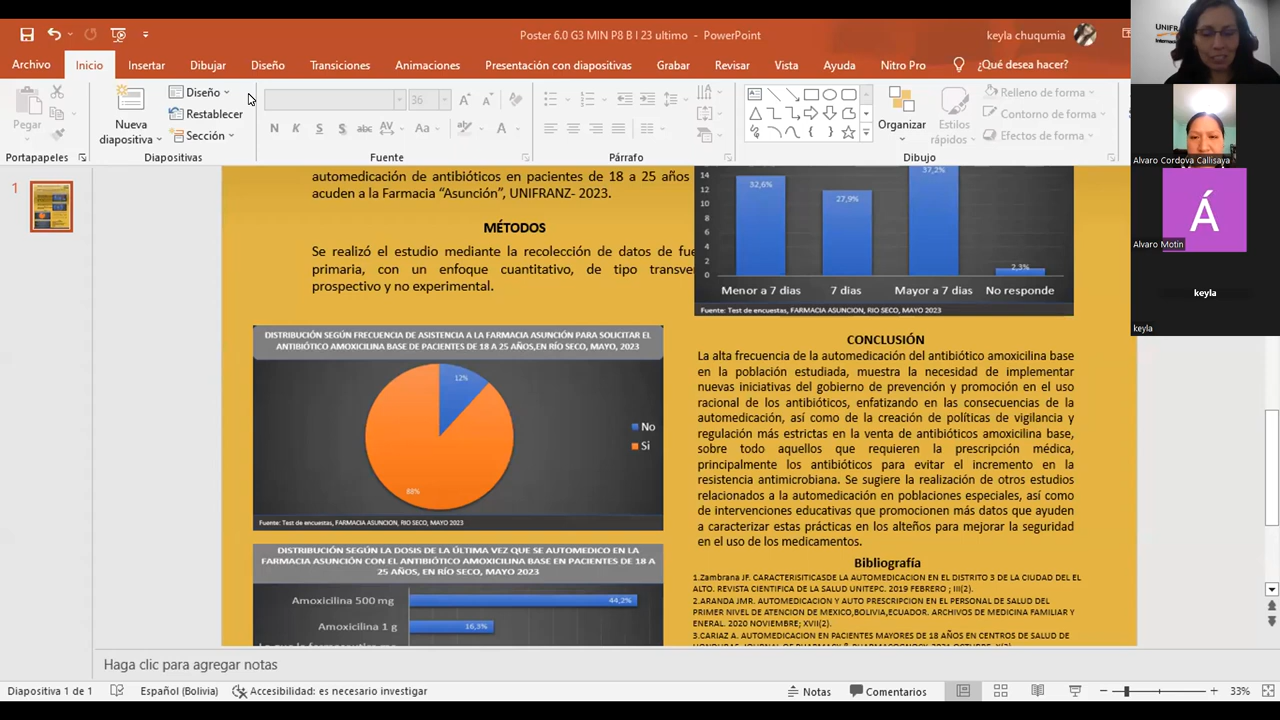 Poster 6.0 G3 MIN P8 B I 23 ultimo - PowerPoint
keyla chuqumia
Archivo
Inicio
Insertar
Dibujar
Diseño
Transiciones
Animaciones
Presentación con diapositivas
Grabar
Revisar
Vista
Ayuda
Nitro Pro
¿Qué desea hacer?
Pegar
Nueva
diapositiva
Diseño
Restablecer
Sección
36
Organizar
Estilos
rápidos
Relleno de forma
Contorno de forma
Efectos de forma
Portapapeles
Diapositivas
Fuente
Párrafo
Dibujo
1
automedicación de antibióticos en pacientes de 18 a 25 años
acuden a la Farmacia “Asunción”, UNIFRANZ- 2023.
MÉTODOS
Se realizó el estudio mediante la recolección de datos de fue
primaria, con un enfoque cuantitativo, de tipo transve
prospectivo y no experimental.
DISTRIBUCIÓN SEGÚN FRECUENCIA DE ASISTENCIA A LA FARMACIA ASUNCIÓN PARA SOLICITAR EL
ANTIBIÓTICO AMOXICILINA BASE DE PACIENTES DE 18 A 25 AÑOS,EN RÍO SECO, MAYO, 2023
12%
88%
No
Si
Fuente: Test de encuestas, FARMACIA ASUNCION, RIO SECO, MAYO 2023
DISTRIBUCIÓN SEGÚN LA DOSIS DE LA ÚLTIMA VEZ QUE SE AUTOMEDICO EN LA
FARMACIA ASUNCIÓN CON EL ANTIBIÓTICO AMOXICILINA BASE EN PACIENTES DE 18 A
25 AÑOS, EN RÍO SECO, MAYO 2023
Amoxicilina 500 mg
44,2%
Amoxicilina 1 g
16,3%
14
12
10
8
6
4
2
0
32,6%
27,9%
37,2%
2,3%
Menor a 7 dias
7 dias
Mayor a 7 dias
No responde
Fuente: Test de encuestas, FARMACIA ASUNCION, RIO SECO, MAYO 2023
CONCLUSIÓN
La alta frecuencia de la automedicación del antibiótico amoxicilina base
en la población estudiada, muestra la necesidad de implementar
nuevas iniciativas del gobierno de prevención y promoción en el uso
racional de los antibióticos, enfatizando en las consecuencias de la
automedicación, así como de la creación de políticas de vigilancia y
regulación más estrictas en la venta de antibióticos amoxicilina base,
sobre todo aquellos que requieren la prescripción médica,
principalmente los antibióticos para evitar el incremento en la
resistencia antimicrobiana. Se sugiere la realización de otros estudios
relacionados a la automedicación en poblaciones especiales, así como
de intervenciones educativas que promocionen más datos que ayuden
a caracterizar estas prácticas en los alteños para mejorar la seguridad
en el uso de los medicamentos.
Bibliografía
1.Zambrana JF. CARACTERISITICASDE LA AUTOMEDICACION EN EL DISTRITO 3 DE LA CIUDAD DEL EL
ALTO. REVISTA CIENTIFICA DE LA SALUD UNITEPC. 2019 FEBRERO ; III(2).
2.ARANDA JMR. AUTOMEDICACION Y AUTO PRESCRIPCION EN EL PERSONAL DE SALUD DEL
PRIMER NIVEL DE ATENCION DE MEXICO,BOLIVIA,ECUADOR. ARCHIVOS DE MEDICINA FAMILIAR Y
ENERAL. 2020 NOVIEMBRE; XVII(2).
3.CARIAZ A. AUTOMEDICACION EN PACIENTES MAYORES DE 18 AÑOS EN CENTROS DE SALUD DE
Haga clic para agregar notas
Diapositiva 1 de 1
Español (Bolivia)
Accesibilidad: es necesario investigar
Notas
Comentarios
33%
Alvaro Cordova Callisaya
Á
Alvaro Motin
keyla
keyla